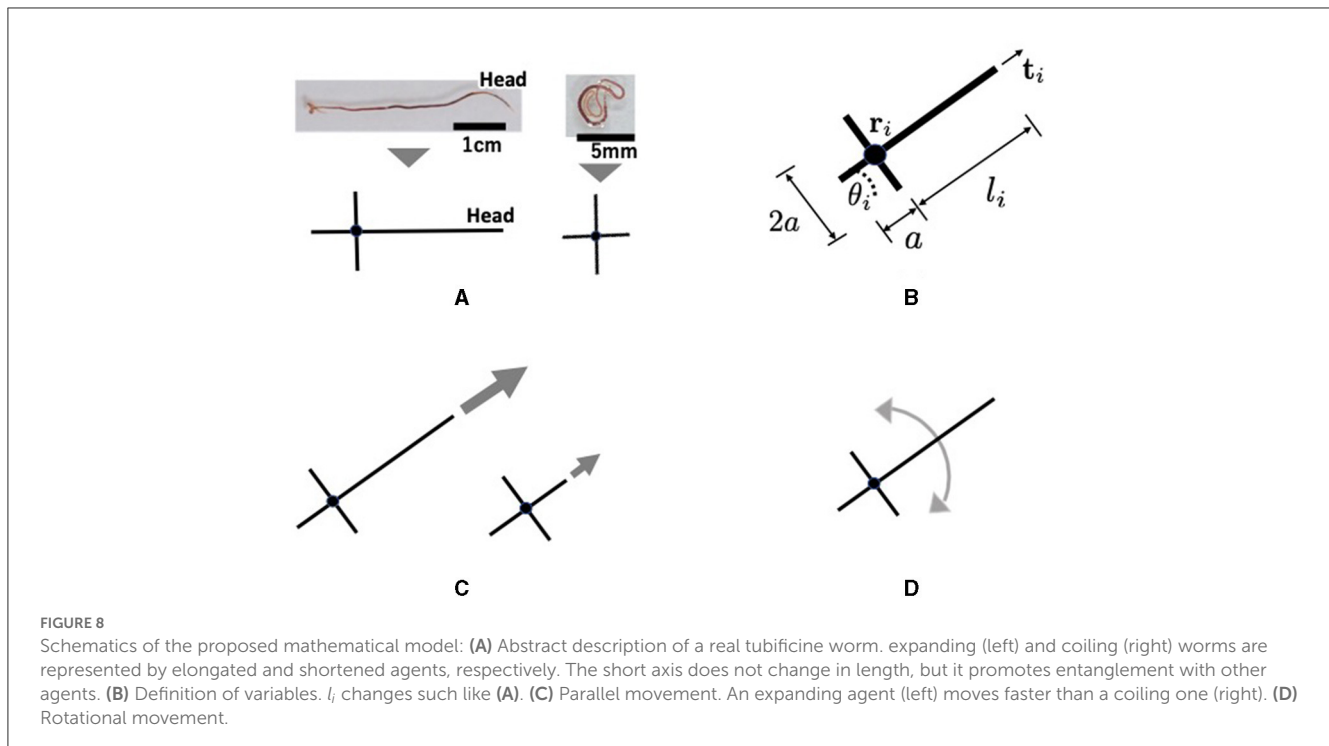 Head
1cm
5mm
Head
A
t_i
r_i
θ_i
l_i
2a
a
B
C
D
FIGURE 8
Schematics of the proposed mathematical model: (A) Abstract description of a real tubificine worm. expanding (left) and coiling (right) worms are
represented by elongated and shortened agents, respectively. The short axis does not change in length, but it promotes entanglement with other
agents. (B) Definition of variables. l_i changes such like (A). (C) Parallel movement. An expanding agent (left) moves faster than a coiling one (right). (D)
Rotational movement.